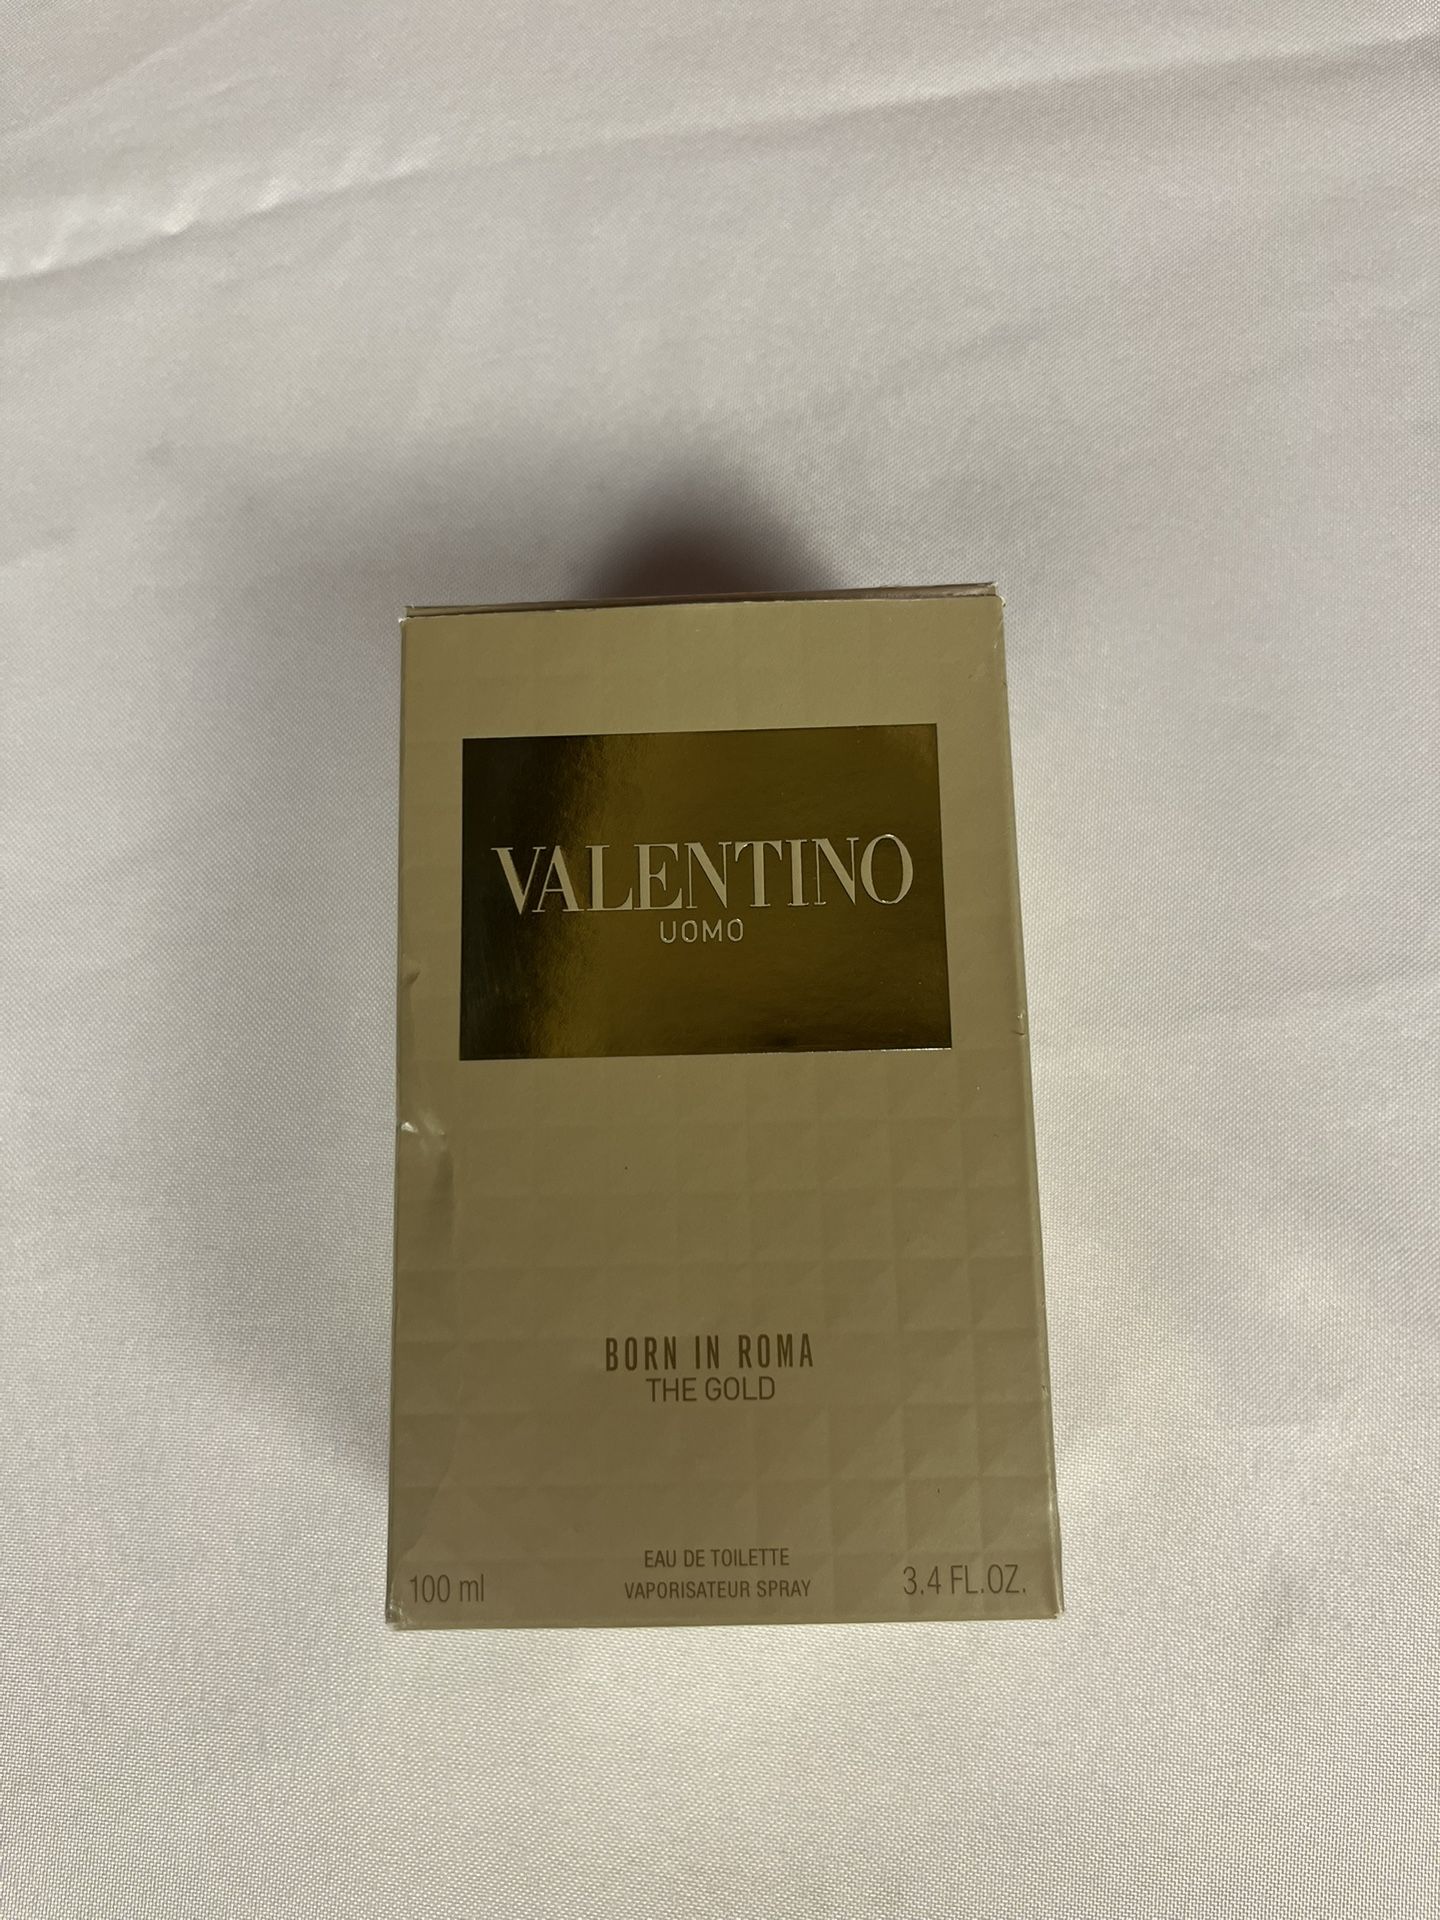 VALENTINO
UOMO
BORN IN ROMA
THE GOLD
EAU DE TOILETTE
100 ml VAPORISATEUR SPRAY 3.4 FL.OZ.